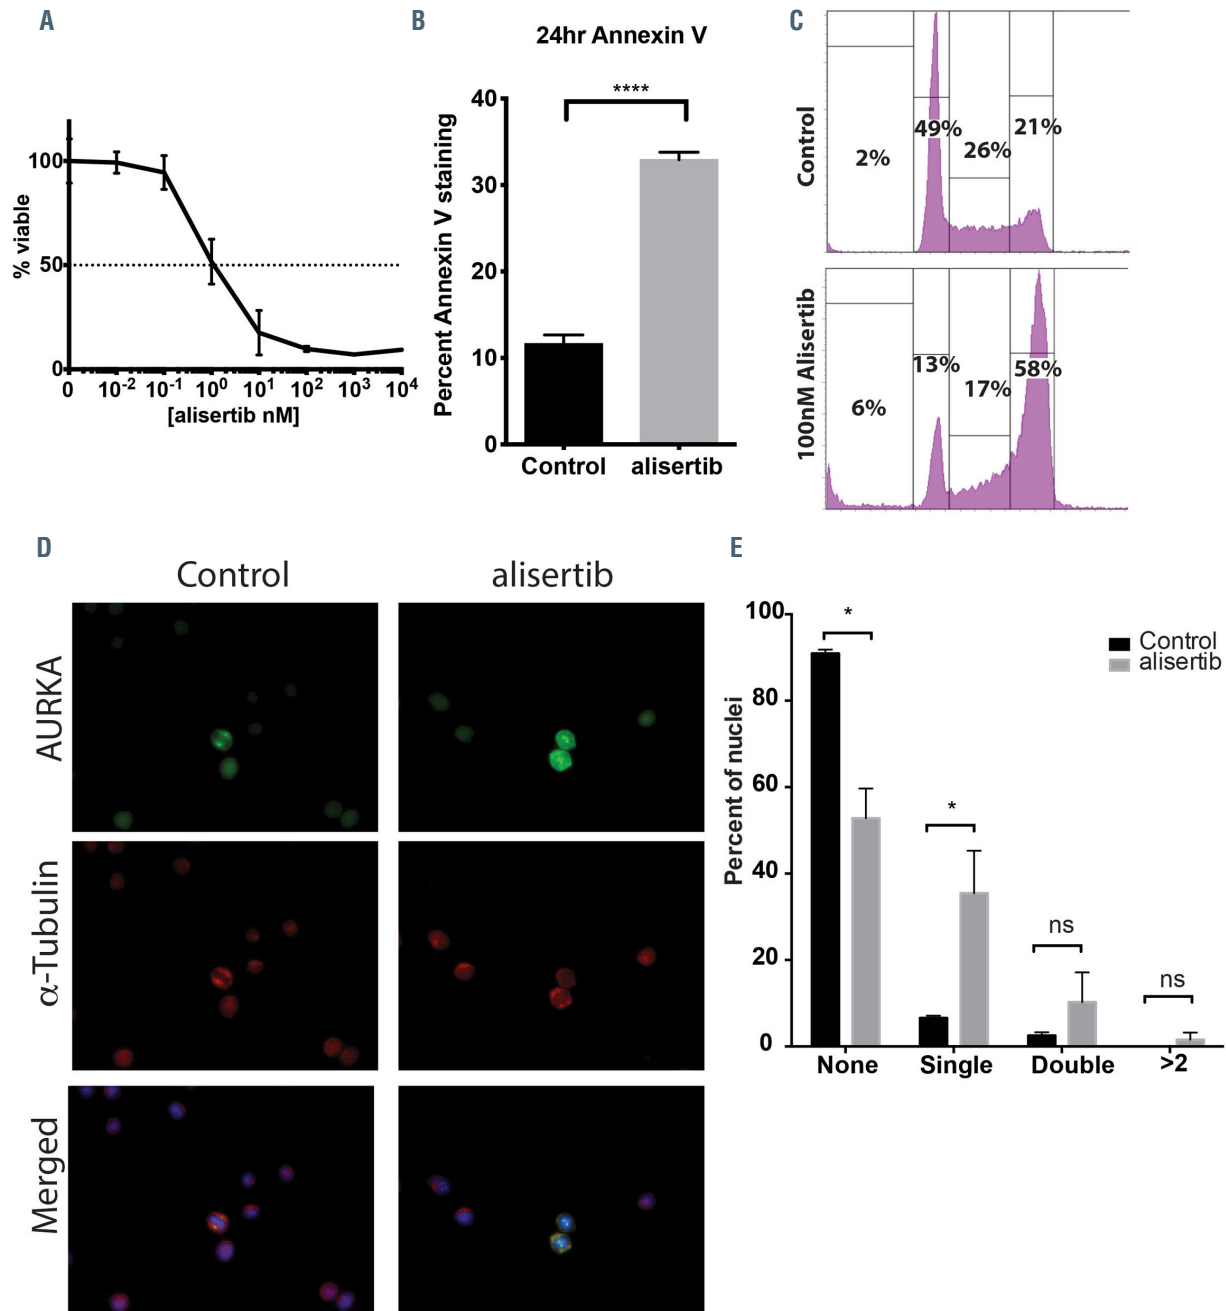 A
% viable
100
50
0
0 10-2 10-1 10⁰ 10¹ 10² 10³ 10⁴
[alisertib nM]
B
24hr Annexin V
****
Percent Annexin V staining
40
30
20
10
0
Control alisertib
C
Control
2%
49%
26%
21%
100nM Alisertib
6%
13%
17%
58%
D
Control alisertib
AURKA
α-Tubulin
Merged
E
Percent of nuclei
100
80
60
40
20
0
*
*
ns
ns
Control
alisertib
None Single Double >2